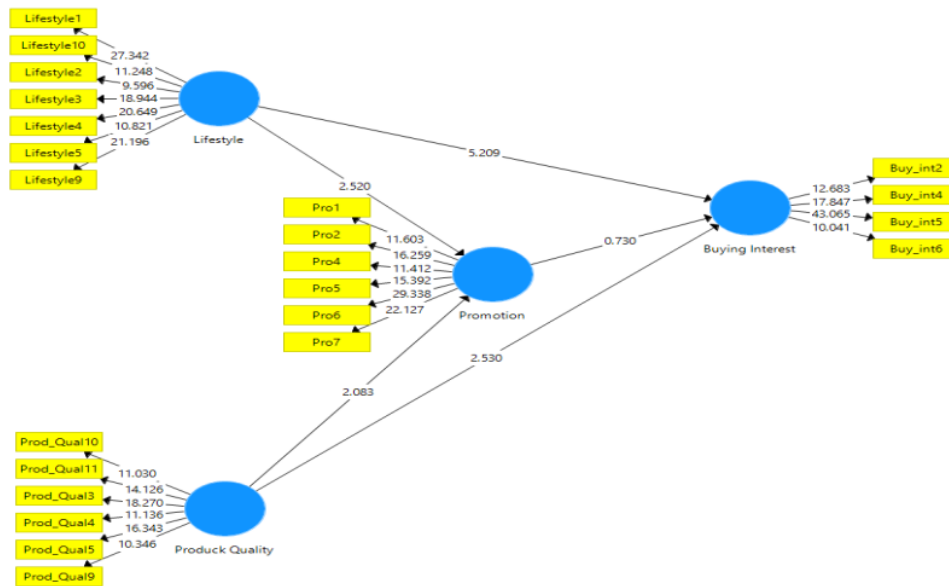 Lifestyle1
Lifestyle10
Lifestyle2
Lifestyle3
Lifestyle4
Lifestyle5
Lifestyle9
27.342
11.248
9.596
18.944
20.649
10.821
21.196
Lifestyle
5.209
2.520
Pro1
Pro2
Pro4
Pro5
Pro6
Pro7
11.603
16.259
11.412
15.392
29.338
22.127
Promotion
0.730
Buying Interest
12.683
17.847
43.065
10.041
Buy_int2
Buy_int4
Buy_int5
Buy_int6
2.530
2.083
Prod_Qual10
Prod_Qual11
Prod_Qual3
Prod_Qual4
Prod_Qual5
Prod_Qual9
11.030
14.126
18.270
11.136
16.343
10.346
Produck Quality